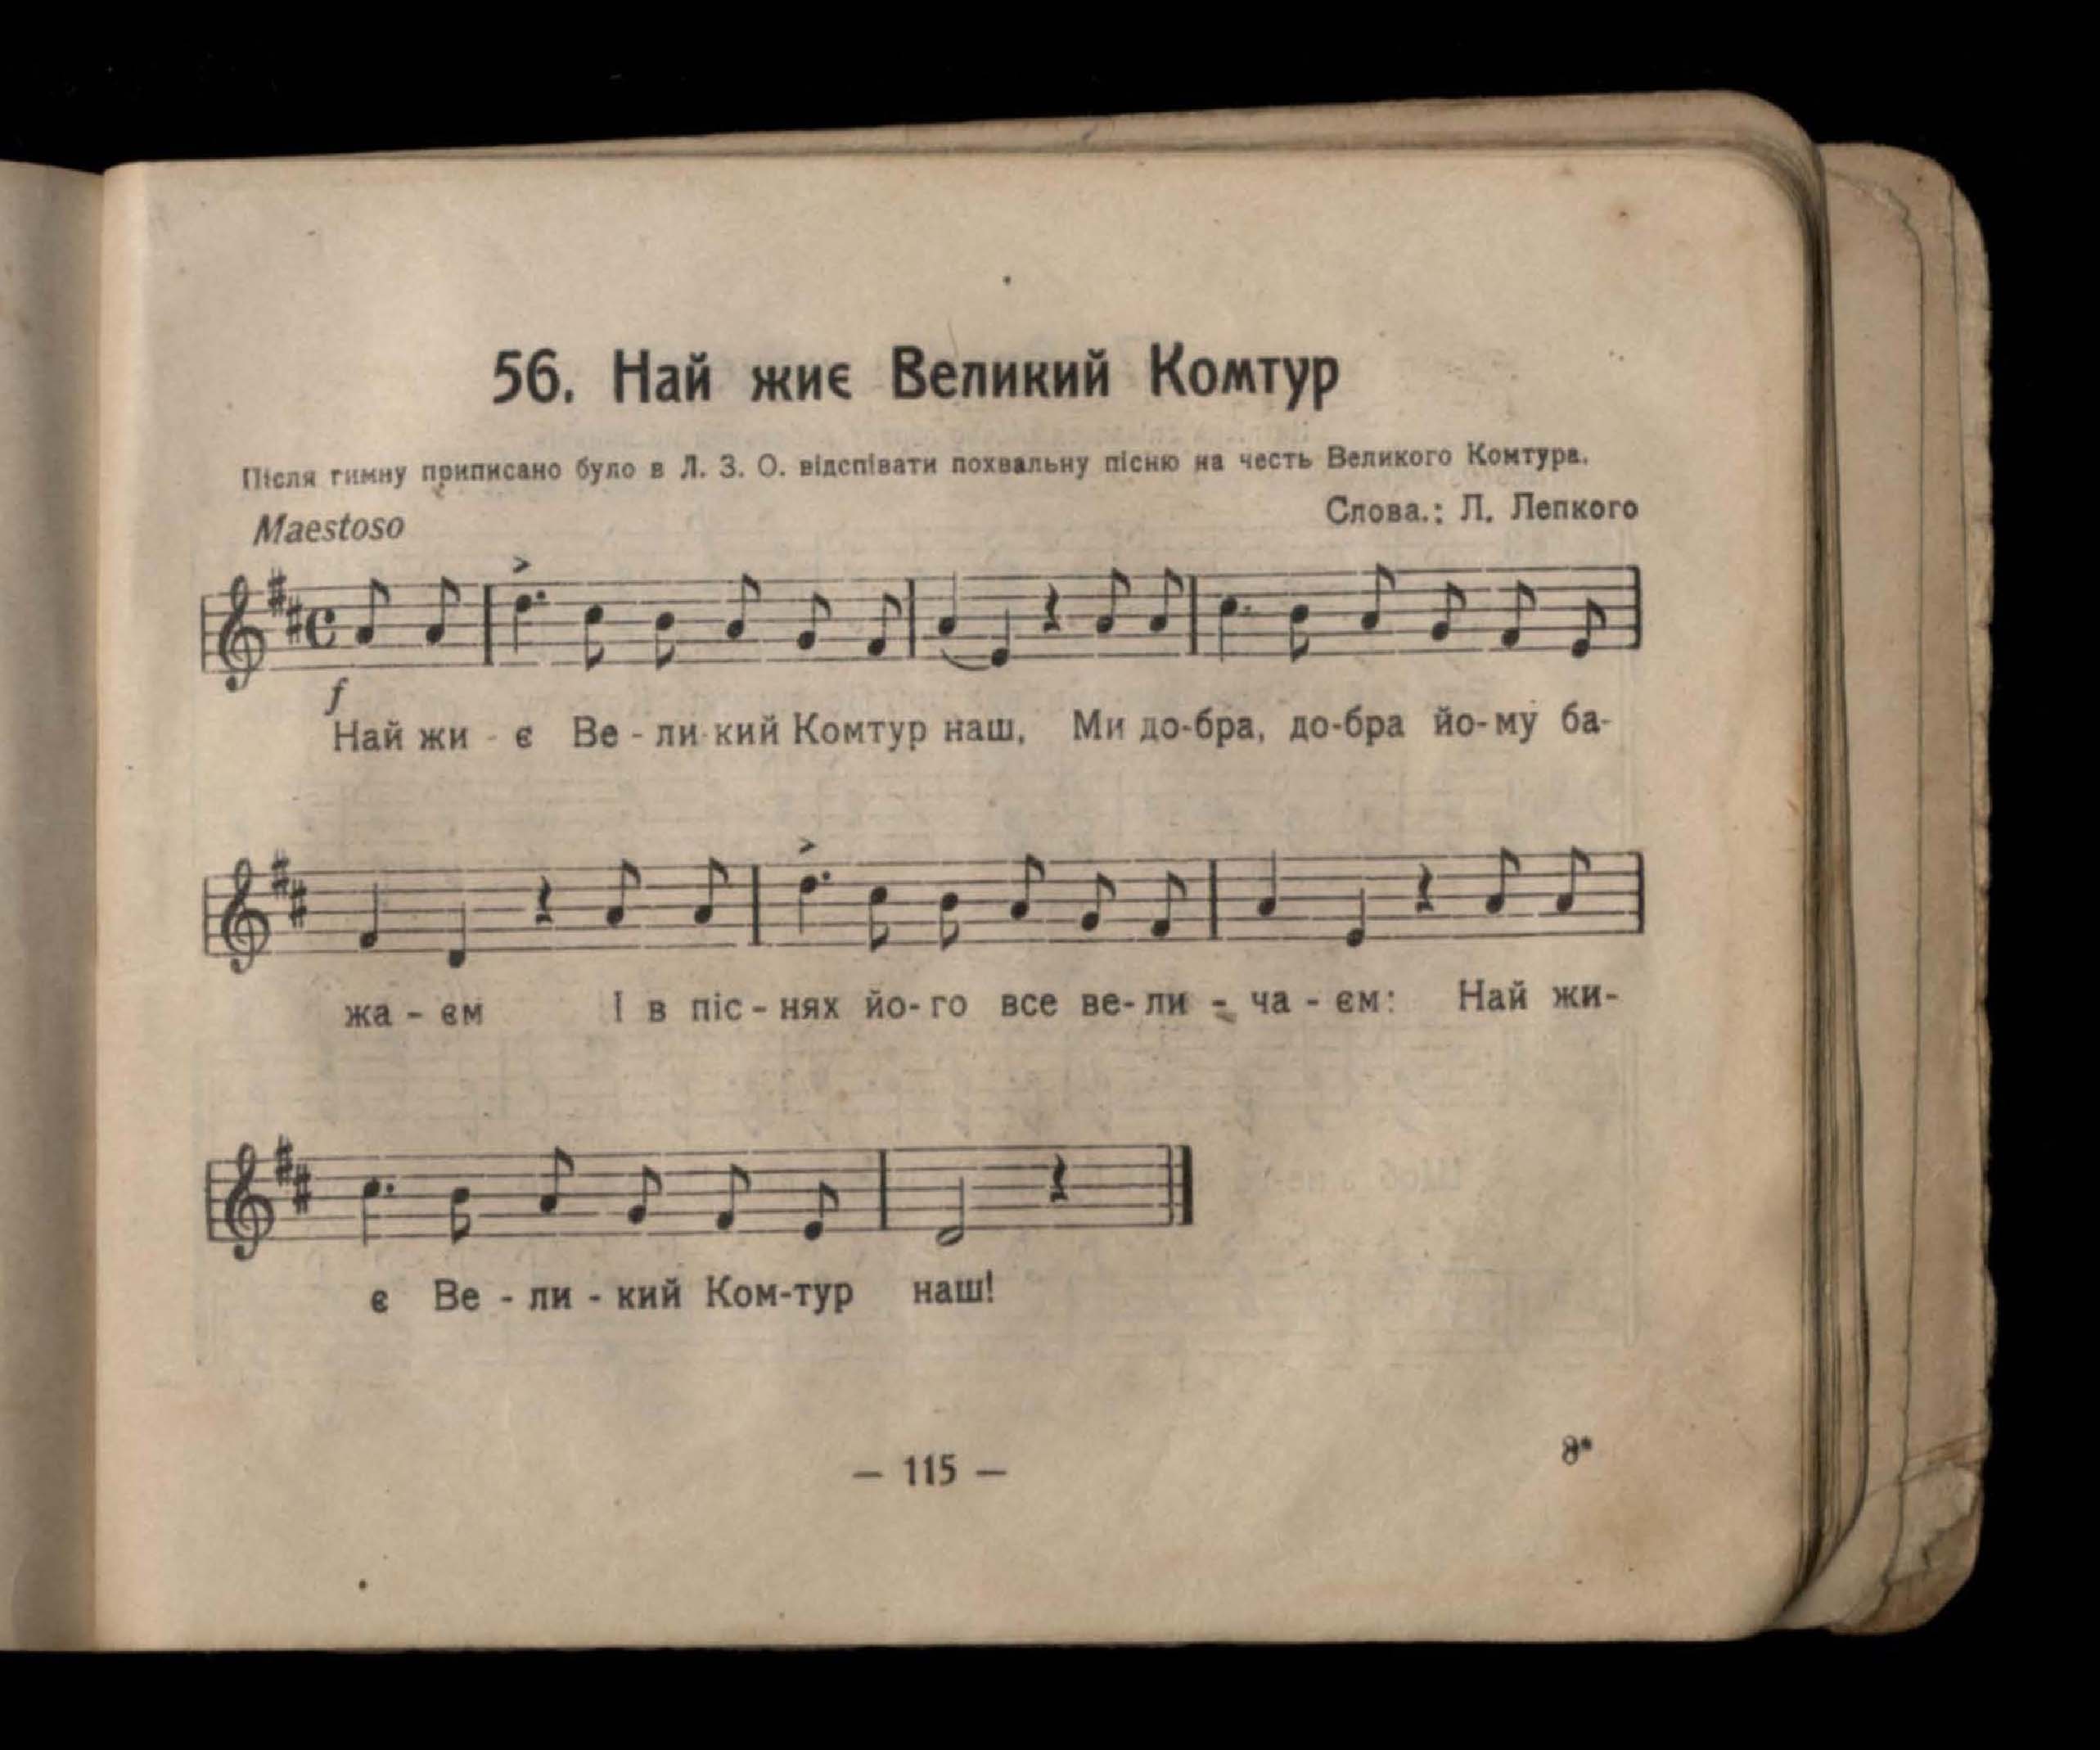 56. Най жиє Великий Комтур
Після гимну приписано було в Л. З. О. відспівати похвальну пісню на честь Великого Комтура.
Maestoso
Слова.: Л. Лепкого
f
Най жи - є Ве - ли-кий Комтур наш, Ми до-бра, до-бра йо-му ба-
жа - єм І в піс - нях йо-го все ве-ли - ча - єм: Най жи-
є Ве - ли - кий Ком-тур наш!
— 115 —
8*